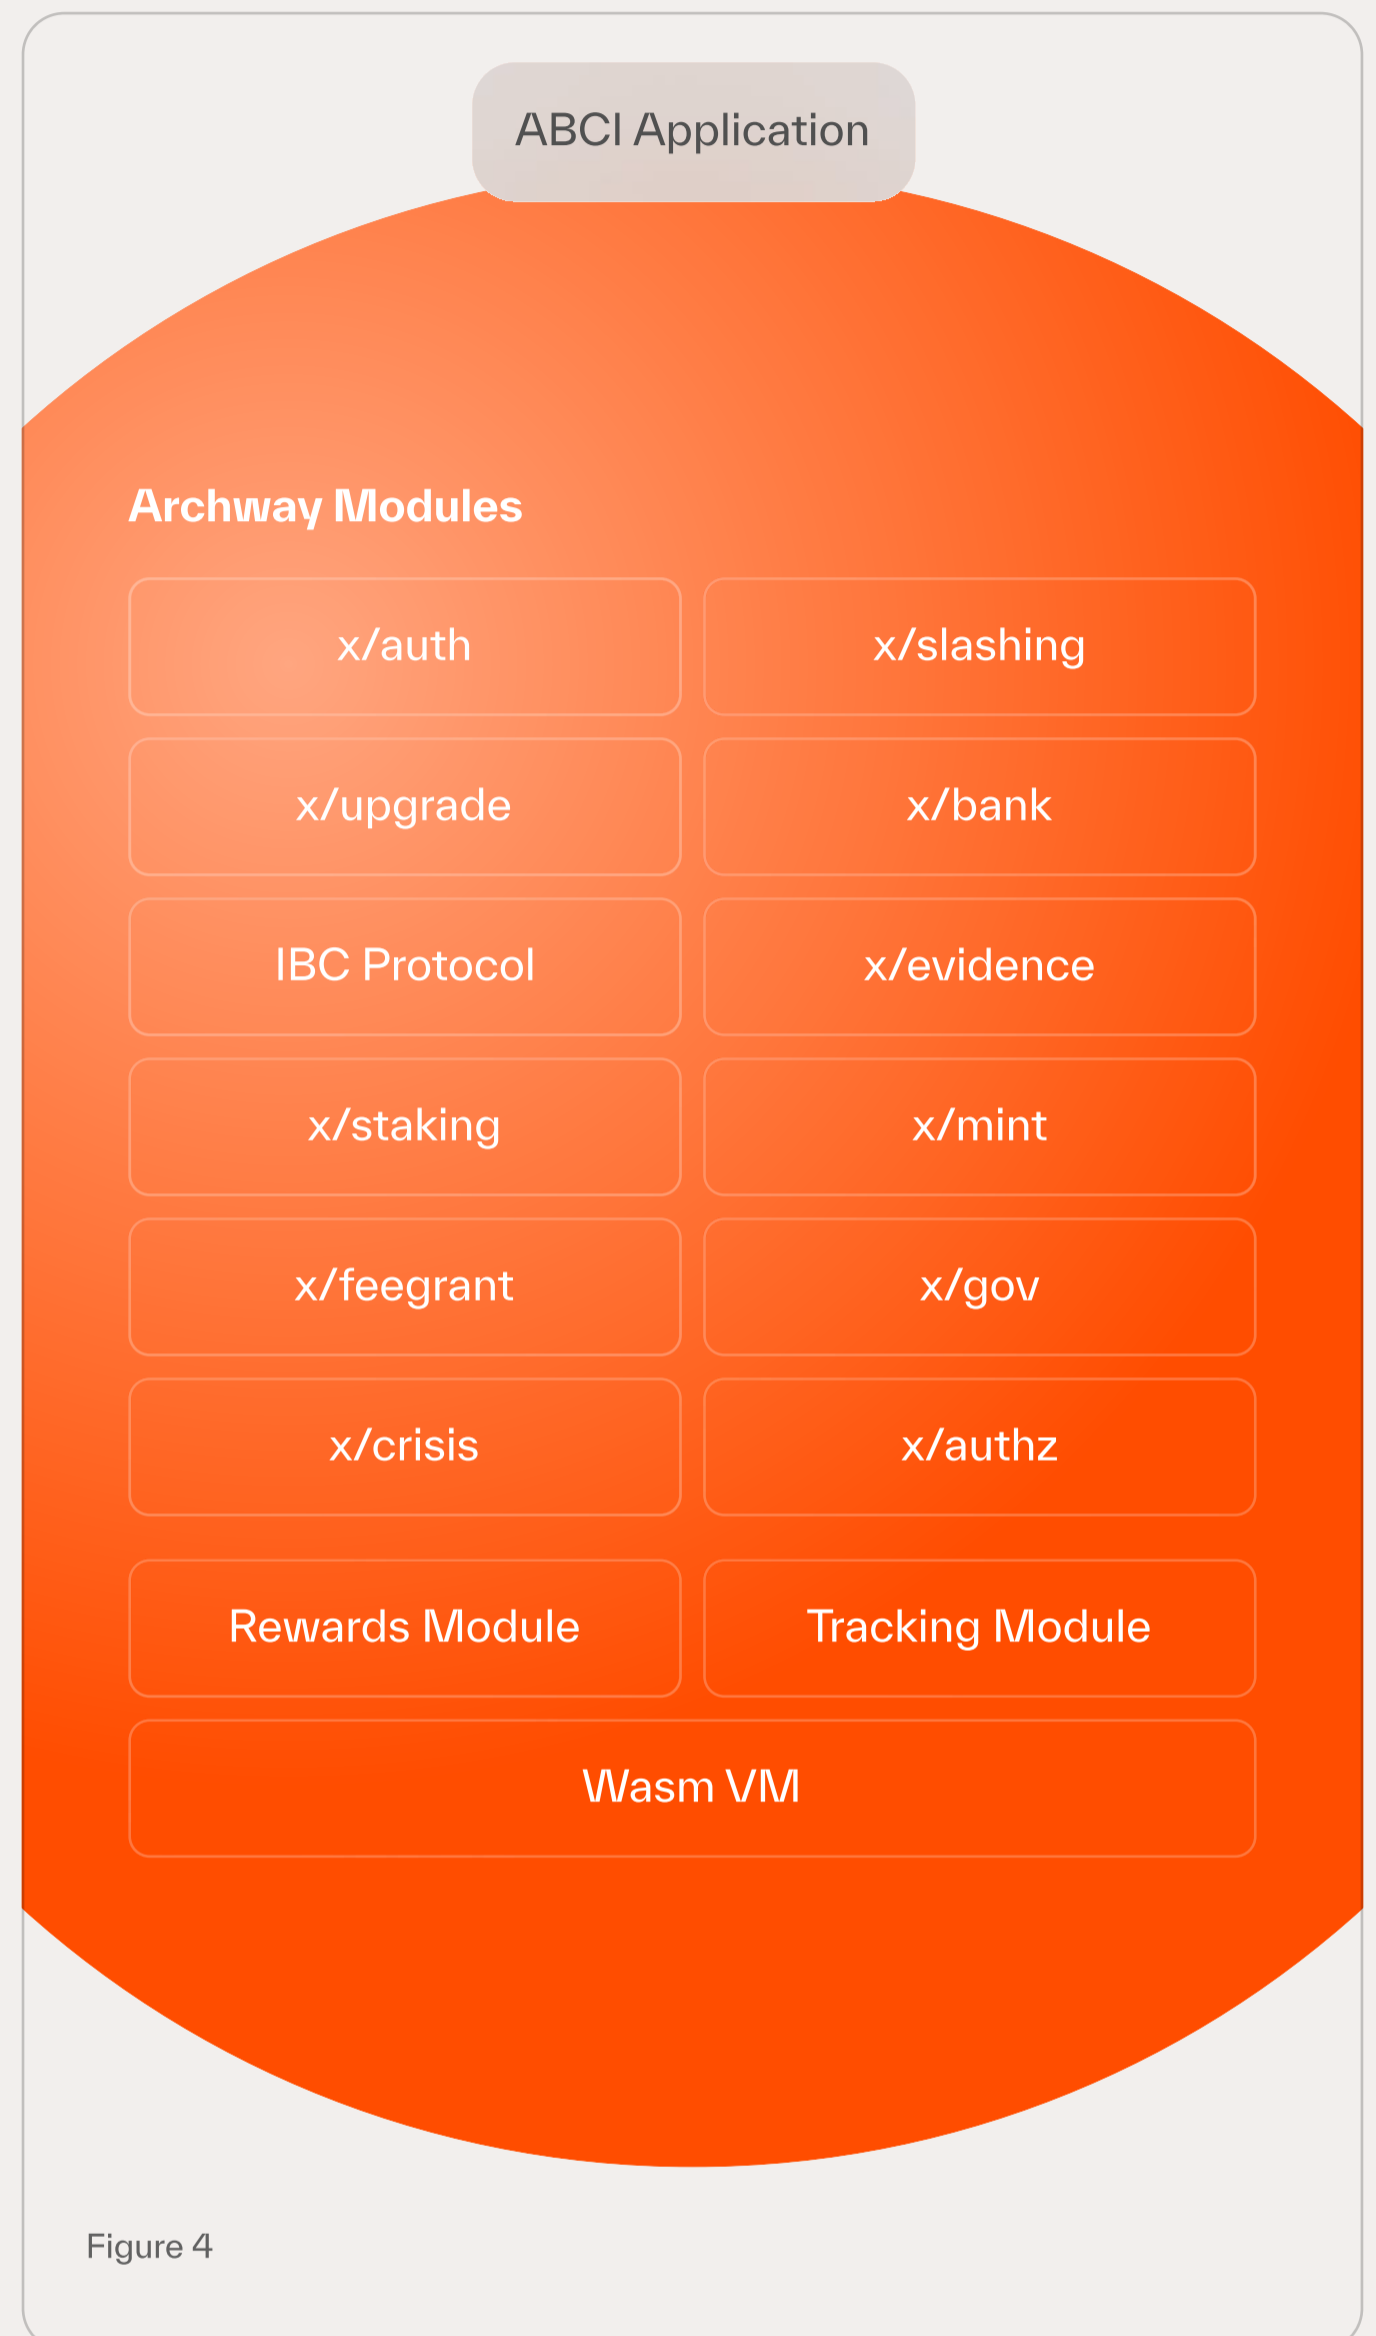 ABCI Application
Archway Modules
x/auth
x/slashing
x/upgrade
x/bank
IBC Protocol
x/evidence
x/staking
x/mint
x/feegrant
x/gov
x/crisis
x/authz
Rewards Module
Tracking Module
Wasm VM
Figure 4